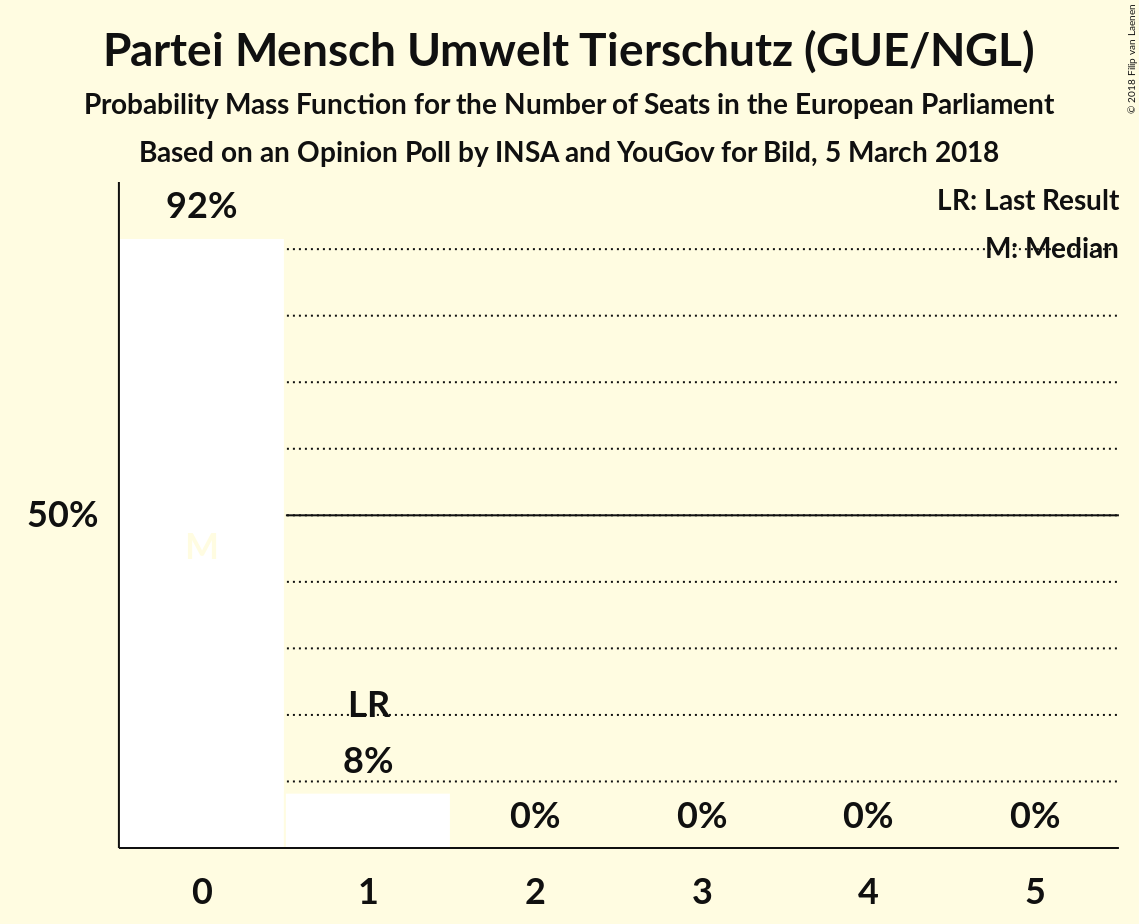 Partei Mensch Umwelt Tierschutz (GUE/NGL)
Probability Mass Function for the Number of Seats in the European Parliament
Based on an Opinion Poll by INSA and YouGov for Bild, 5 March 2018
© 2018 Filip van Laenen
LR: Last Result
M: Median
92%
50%
M
LR
8%
0% 0% 0% 0%
0 1 2 3 4 5